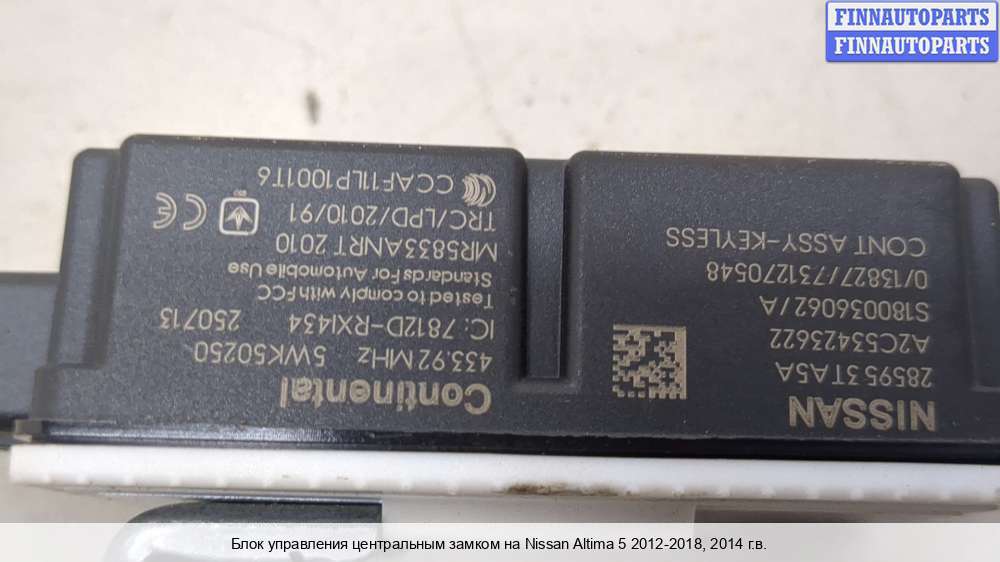 FINNAUTOPARTS
FINNAUTOPARTS
NISSAN
28595 3TA5A
A2C53423622
S180036062/A
0/13827/731270548
CONT ASSY-KEYLESS
Continental
433.92 MHz 5WK50250
IC: 7812D-RXI434 250713
Tested to comply with FCC
Standards For Automobile Use
MR5833ANRT 2010
TRC/LPD/2010/91
CCAF11LP1001T6
CE
Блок управления центральным замком на Nissan Altima 5 2012-2018, 2014 г.в.